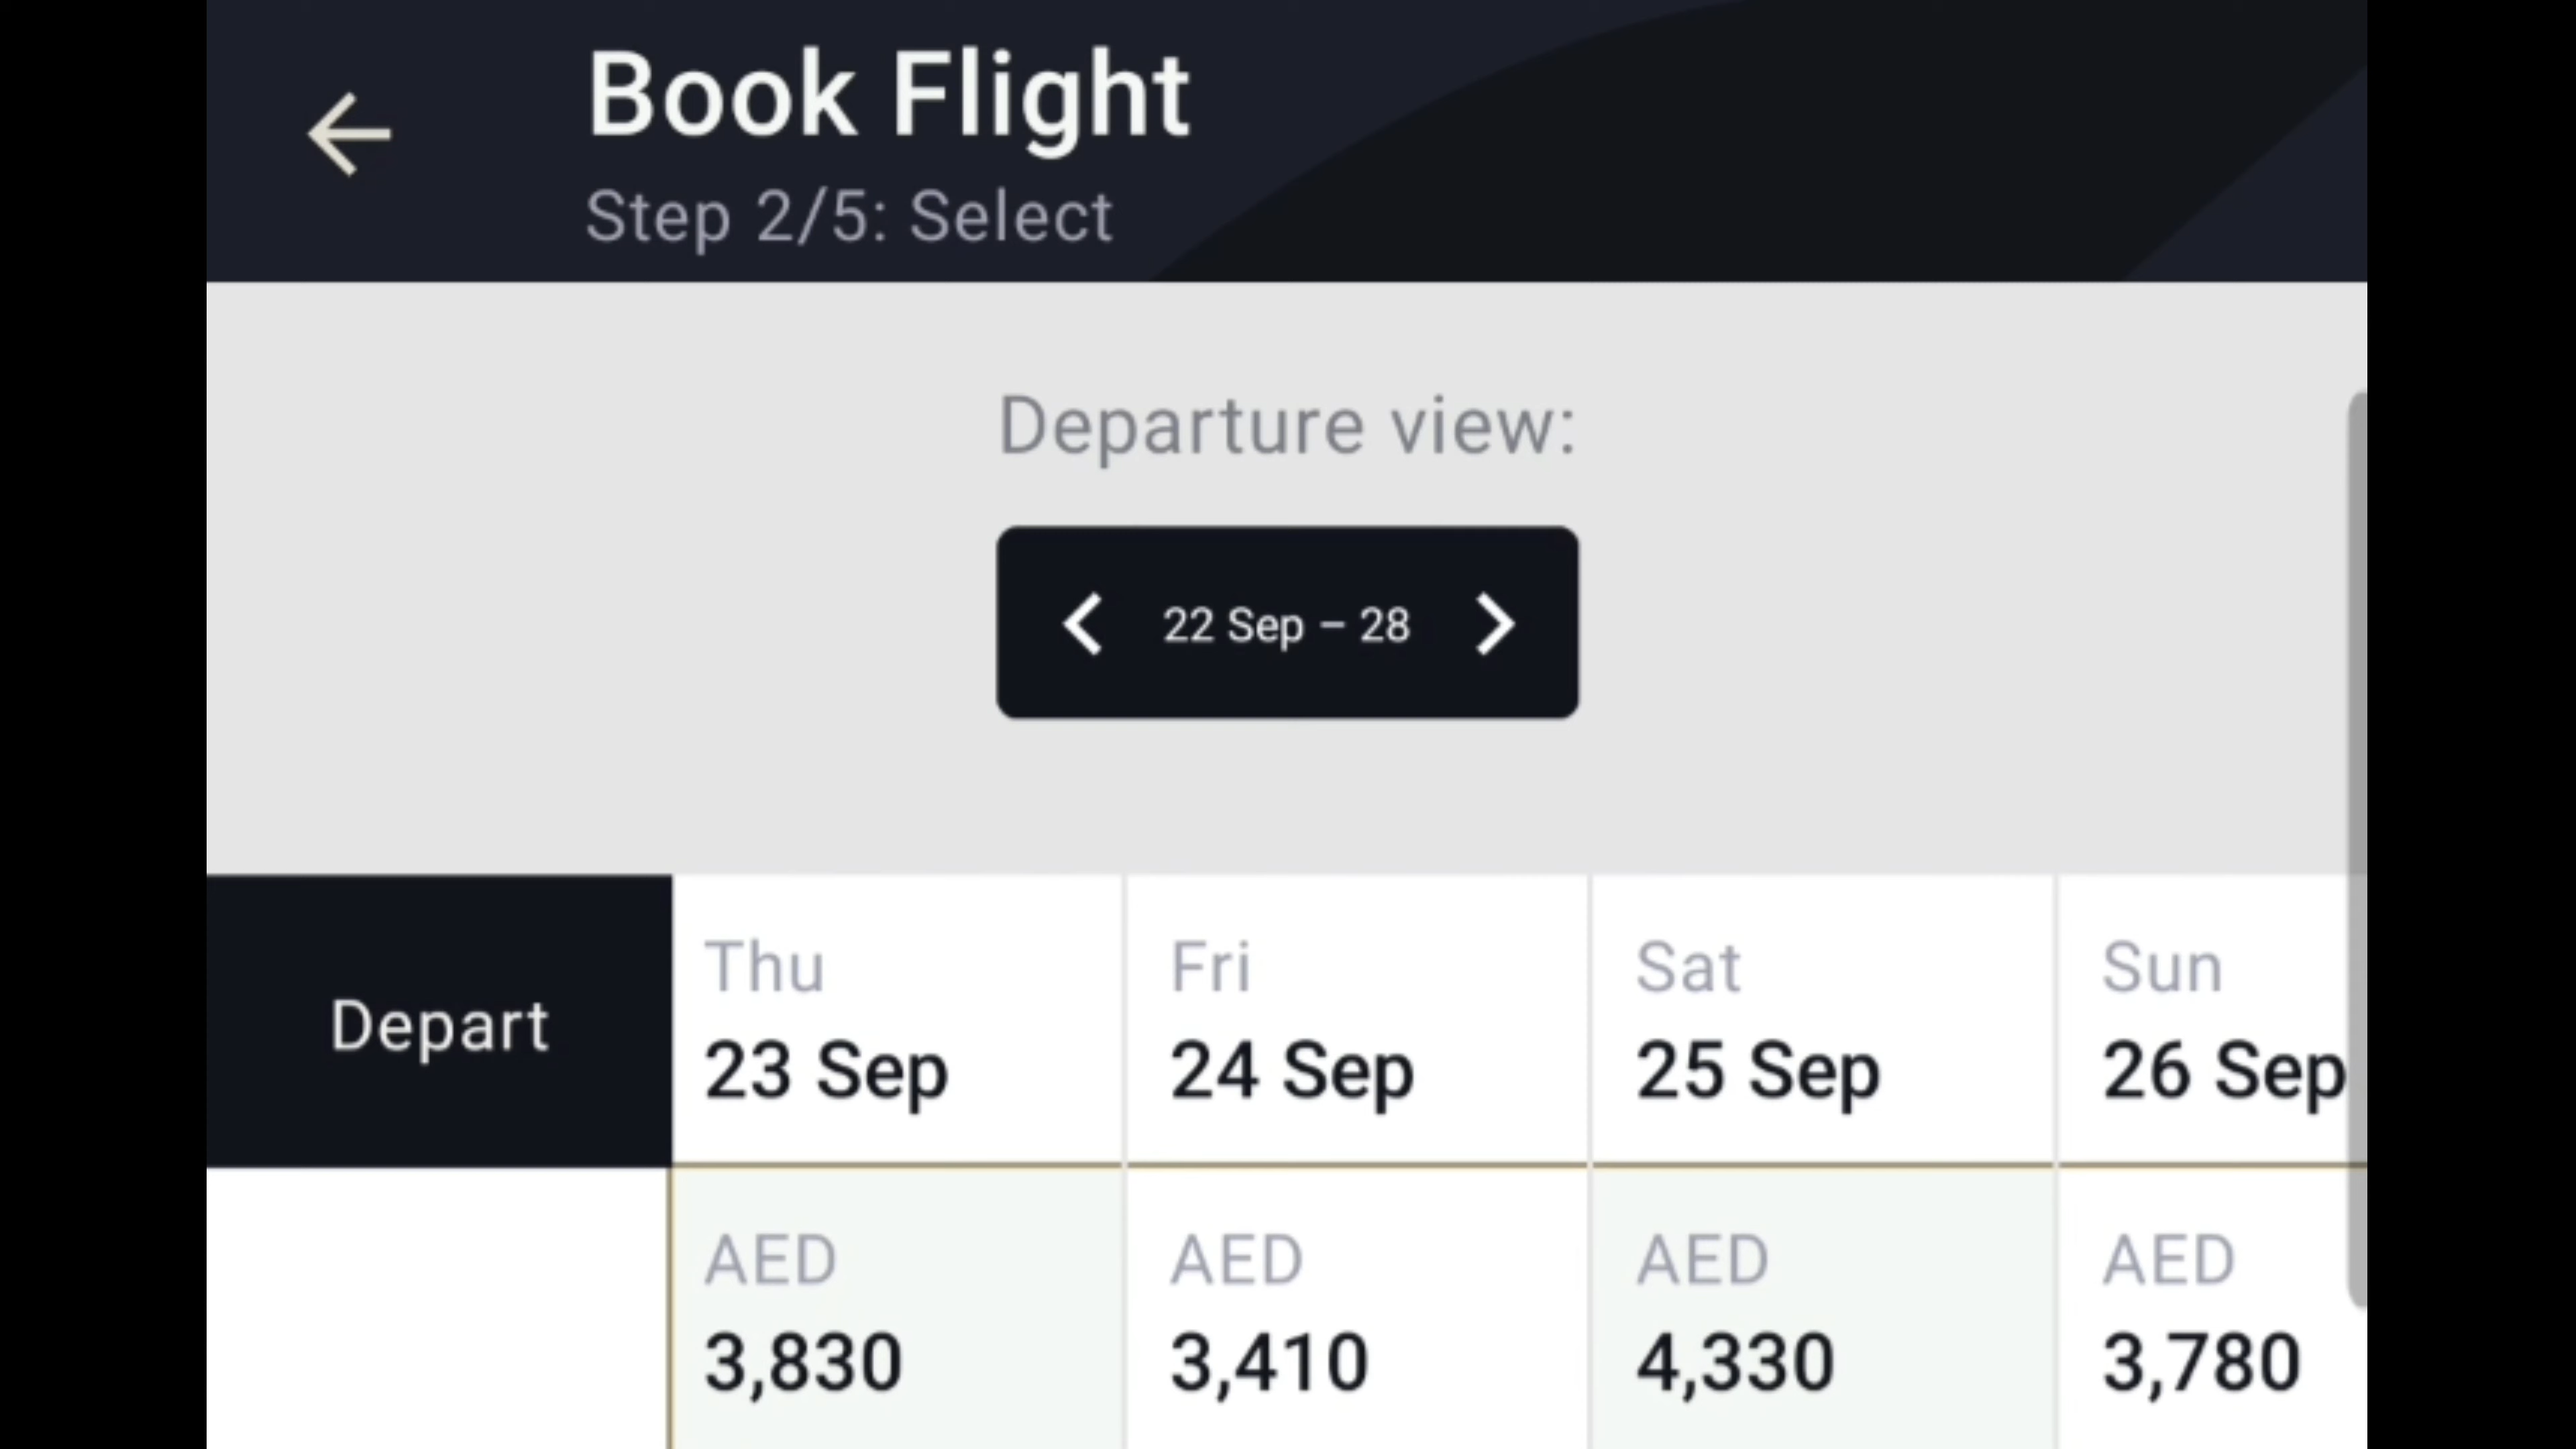 Book Flight
Step 2/5: Select
Departure view:
22 Sep – 28
Depart
Thu
23 Sep
Fri
24 Sep
Sat
25 Sep
Sun
26 Sep
AED
3,830
AED
3,410
AED
4,330
AED
3,780